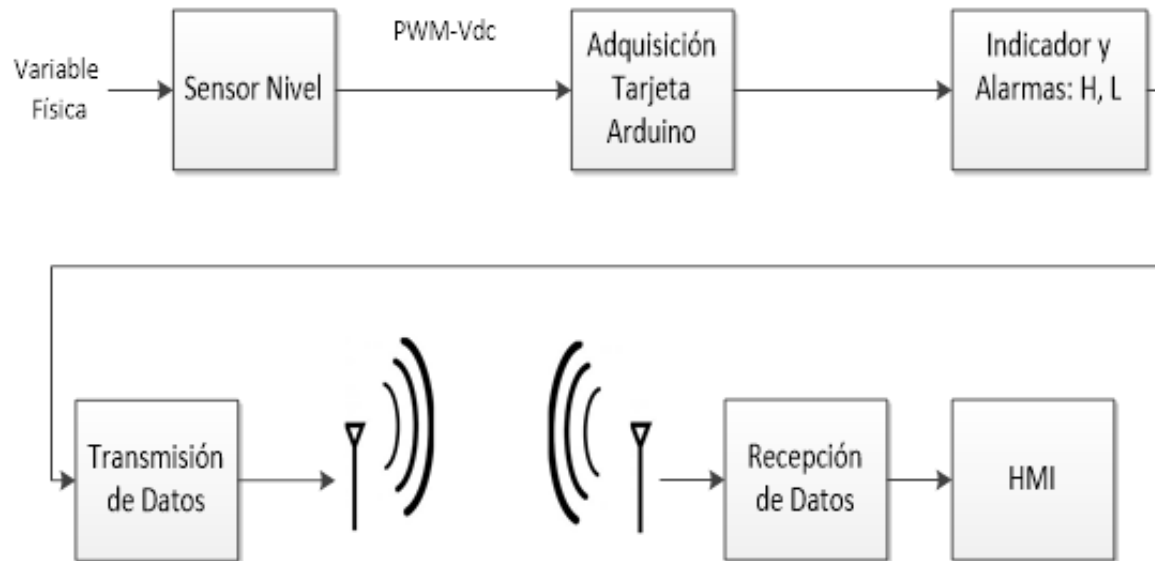 Variable
Física
Sensor Nivel
PWM-Vdc
Adquisición
Tarjeta
Arduino
Indicador y
Alarmas: H, L
Transmisión
de Datos
Recepción
de Datos
HMI